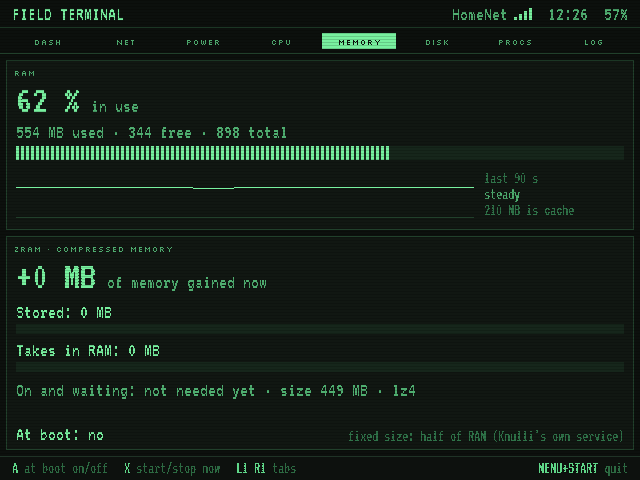 FIELD TERMINAL HomeNet 12:26 57%
DASH NET POWER CPU MEMORY DISK PROCS LOG
RAM
62 % in use
554 MB used · 344 free · 898 total
last 90 s
steady
210 MB is cache
ZRAM · COMPRESSED MEMORY
+0 MB of memory gained now
Stored: 0 MB
Takes in RAM: 0 MB
On and waiting: not needed yet · size 449 MB · lz4
At boot: no fixed size: half of RAM (Knulli's own service)
A at boot on/off X start/stop now L1 R1 tabs MENU+START quit